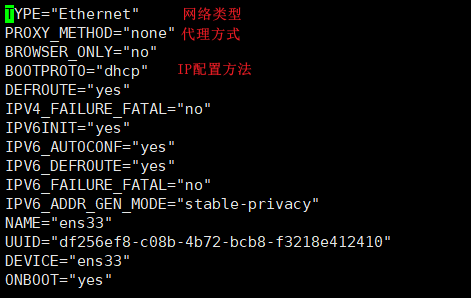 TYPE="Ethernet" 网络类型
PROXY_METHOD="none" 代理方式
BROWSER_ONLY="no"
BOOTPROTO="dhcp" IP配置方法
DEFROUTE="yes"
IPV4_FAILURE_FATAL="no"
IPV6INIT="yes"
IPV6_AUTOCONF="yes"
IPV6_DEFROUTE="yes"
IPV6_FAILURE_FATAL="no"
IPV6_ADDR_GEN_MODE="stable-privacy"
NAME="ens33"
UUID="df256ef8-c08b-4b72-bcb8-f3218e412410"
DEVICE="ens33"
ONBOOT="yes"